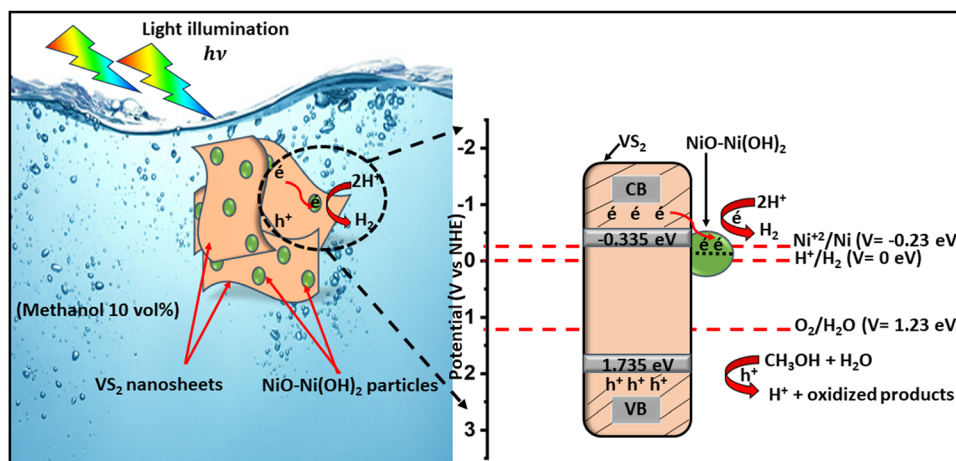 Light illumination
hν
é
é
2H⁺
H₂
h⁺
(Methanol 10 vol%)
VS₂ nanosheets
NiO-Ni(OH)₂ particles
Potential (V vs NHE)
-2
-1
0
1
2
3
VS₂
NiO-Ni(OH)₂
CB
é é é
-0.335 eV
é é
2H⁺
é
H₂
Ni⁺²/Ni (V= -0.23 eV
H⁺/H₂ (V= 0 eV)
O₂/H₂O (V= 1.23 eV
1.735 eV
h⁺ h⁺ h⁺
VB
CH₃OH + H₂O
h⁺
H⁺ + oxidized products